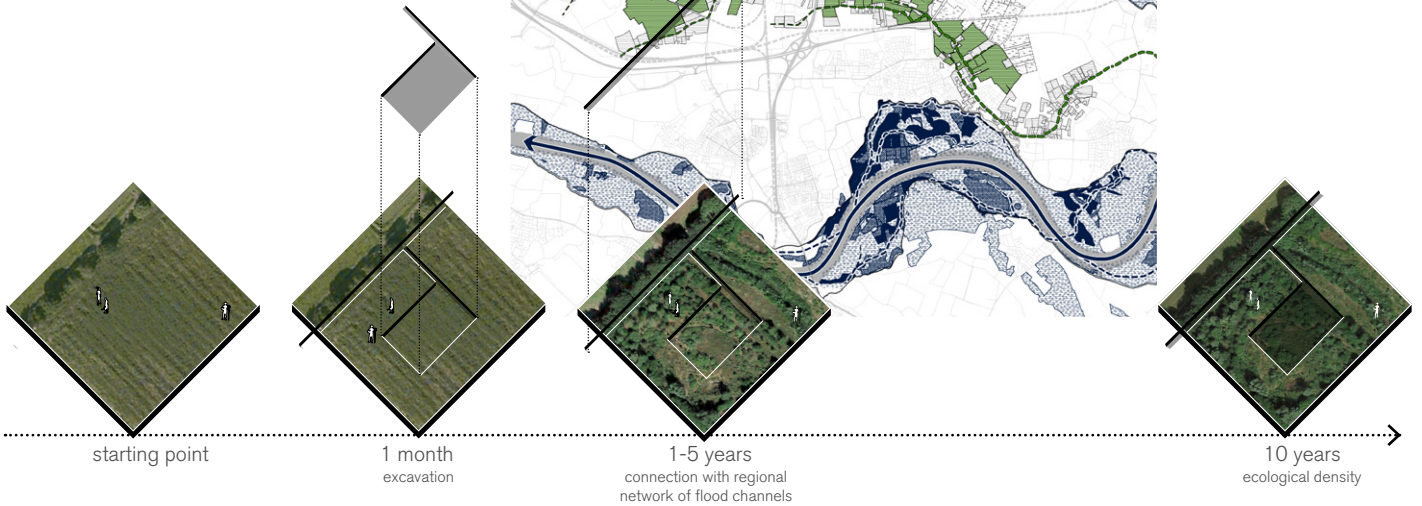 starting point
1 month
excavation
1-5 years
connection with regional
network of flood channels
10 years
ecological density